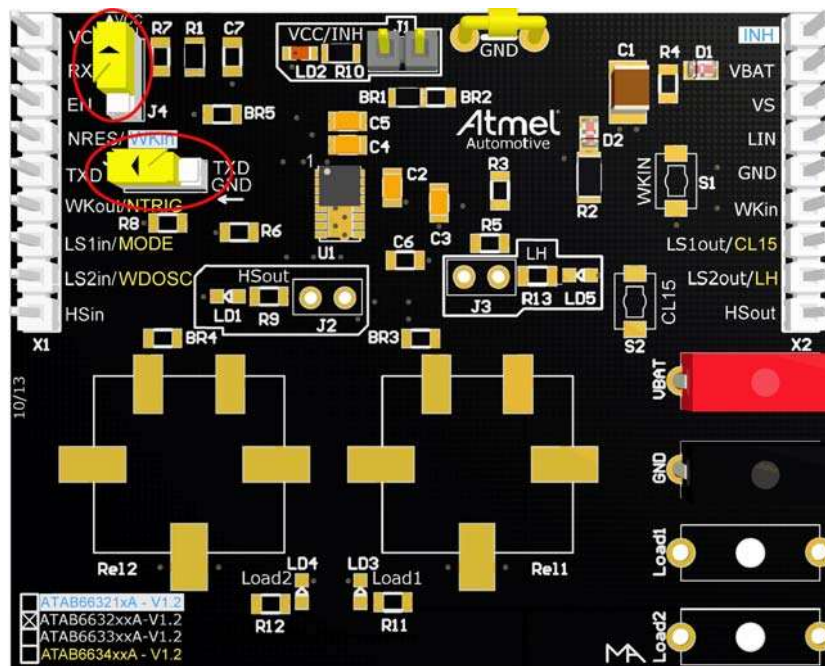 VCC
VCC
RX
EN
NRES/WKin
TXD
WKout/NTRIG
LS1in/MODE
LS2in/WDOSC
HSin
X1
R7
R1
C7
J4
BR5
TXD
GND
R8
R6
VCC/INH
LD2
R10
J1
GND
BR1
BR2
C5
C4
1
U1
C2
C3
C6
Atmel
Automotive
R3
R5
C1
R4
D1
D2
R2
WKIN
S1
INH
VBAT
VS
LIN
GND
WKin
LS1out/CL15
LS2out/LH
HSout
X2
HSout
LD1
R9
J2
LH
J3
R13
LD5
CL15
S2
BR4
BR3
10/13
VBAT
GND
Load1
Load2
Rel2
Rel1
LD4
LD3
Load2
Load1
R12
R11
ATAB66321xA - V1.2
ATAB6632xxA-V1.2
ATAB6633xxA-V1.2
ATAB6634xxA - V1.2